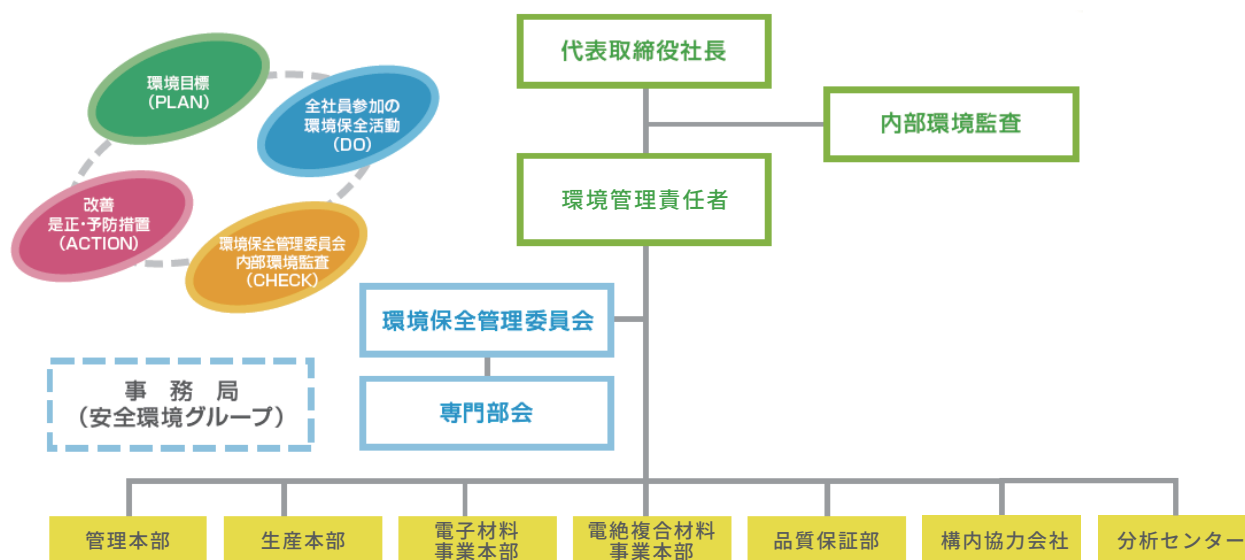 環境目標
(PLAN)
全社員参加の
環境保全活動
(DO)
改善
是正・予防措置
(ACTION)
環境保全管理委員会
内部環境監査
(CHECK)
代表取締役社長
内部環境監査
環境管理責任者
環境保全管理委員会
専門部会
事　務　局
（安全環境グループ）
管理本部
生産本部
電子材料
事業本部
電絶複合材料
事業本部
品質保証部
構内協力会社
分析センター